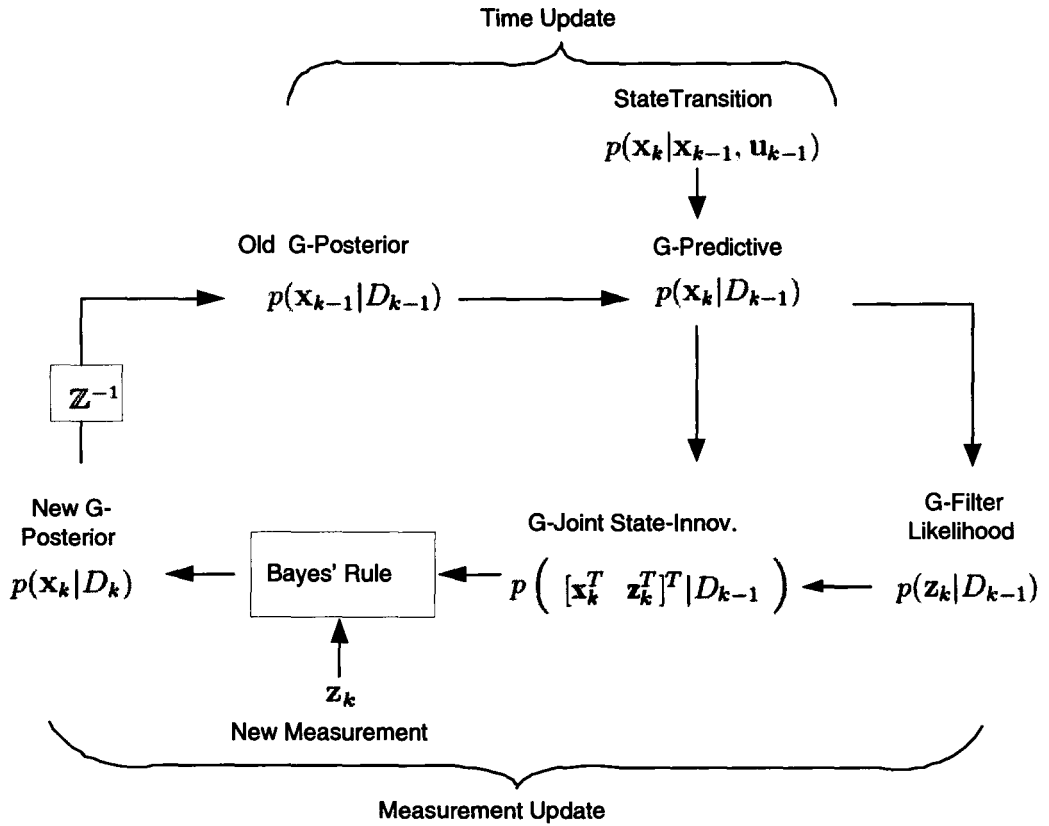 Time Update
StateTransition
p(x_k|x_{k−1}, u_{k−1})
Old G-Posterior
G-Predictive
p(x_{k−1}|D_{k−1})
p(x_k|D_{k−1})
ℤ^{−1}
New G-
Posterior
p(x_k|D_k)
Bayes' Rule
G-Joint State-Innov.
p ( [x_k^T z_k^T]^T |D_{k−1} )
G-Filter
Likelihood
p(z_k|D_{k−1})
z_k
New Measurement
Measurement Update